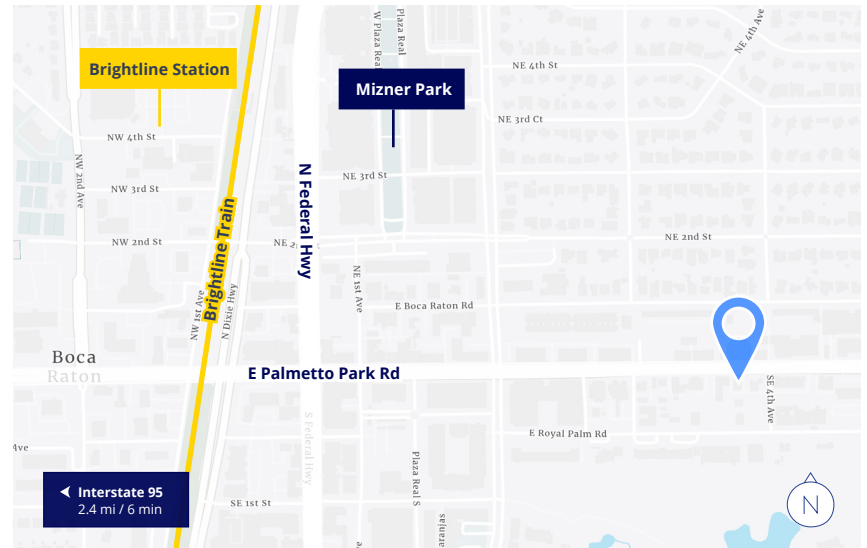 W Plaza Real
Plaza Real
NE 4th Ave
Brightline Station
NE 4th St
Mizner Park
NE 3rd Ct
NW 4th St
NW 2nd Ave
NW 3rd St
NE 3rd St
N Federal Hwy
Brightline Train
NW 2nd St
NE 2
NE 2nd St
NE 1st Ave
NW 1st Ave
N Dixie Hwy
E Boca Raton Rd
Boca
Raton
E Palmetto Park Rd
SE 4th Ave
S Federal Hwy
E Royal Palm Rd
Ave
Plaza Real S
Interstate 95
2.4 mi / 6 min
SE 1st St
N